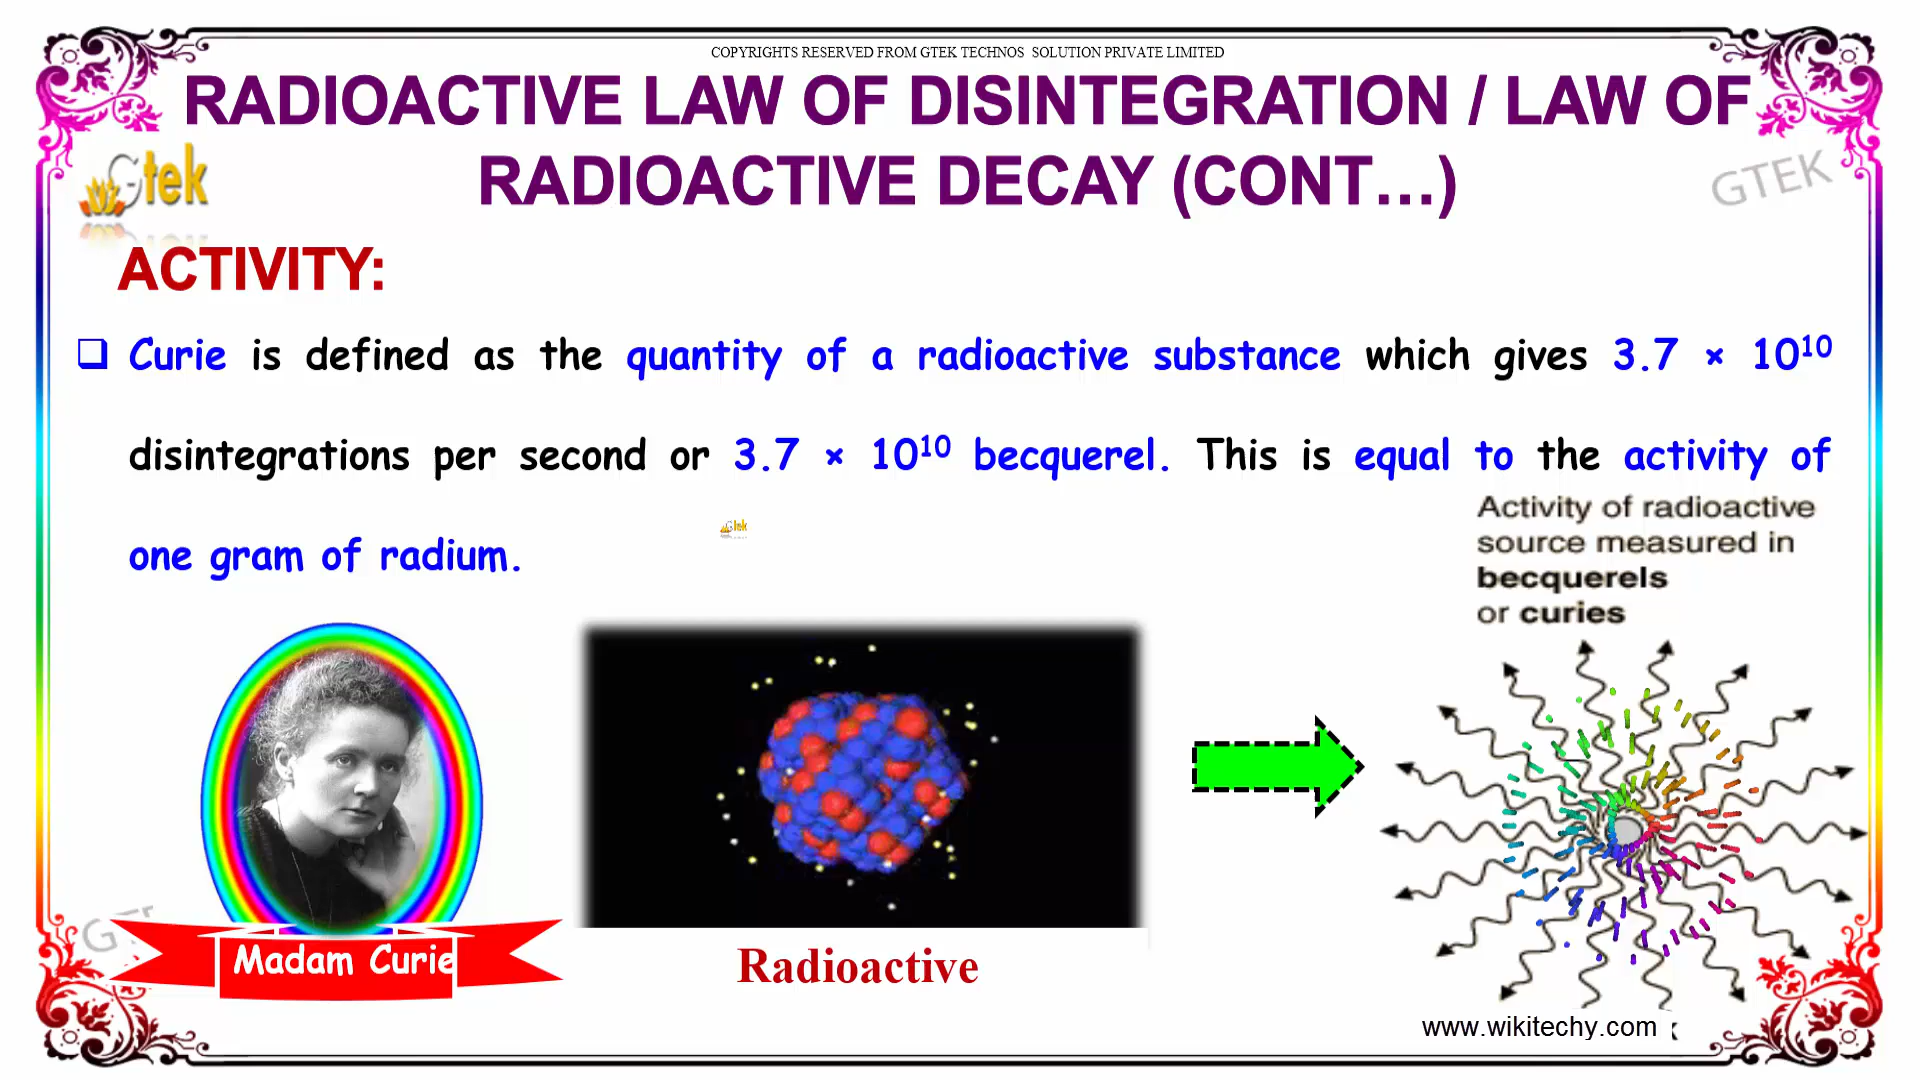 COPYRIGHTS RESERVED FROM GTEK TECHNOS SOLUTION PRIVATE LIMITED
RADIOACTIVE LAW OF DISINTEGRATION / LAW OF
RADIOACTIVE DECAY (CONT...)
Gtek
GTEK
ACTIVITY:
Curie is defined as the quantity of a radioactive substance which gives 3.7 × 10¹⁰
disintegrations per second or 3.7 × 10¹⁰ becquerel. This is equal to the activity of
one gram of radium.
Gtek
Activity of radioactive
source measured in
becquerels
or curies
Madam Curie
Radioactive
www.wikitechy.com